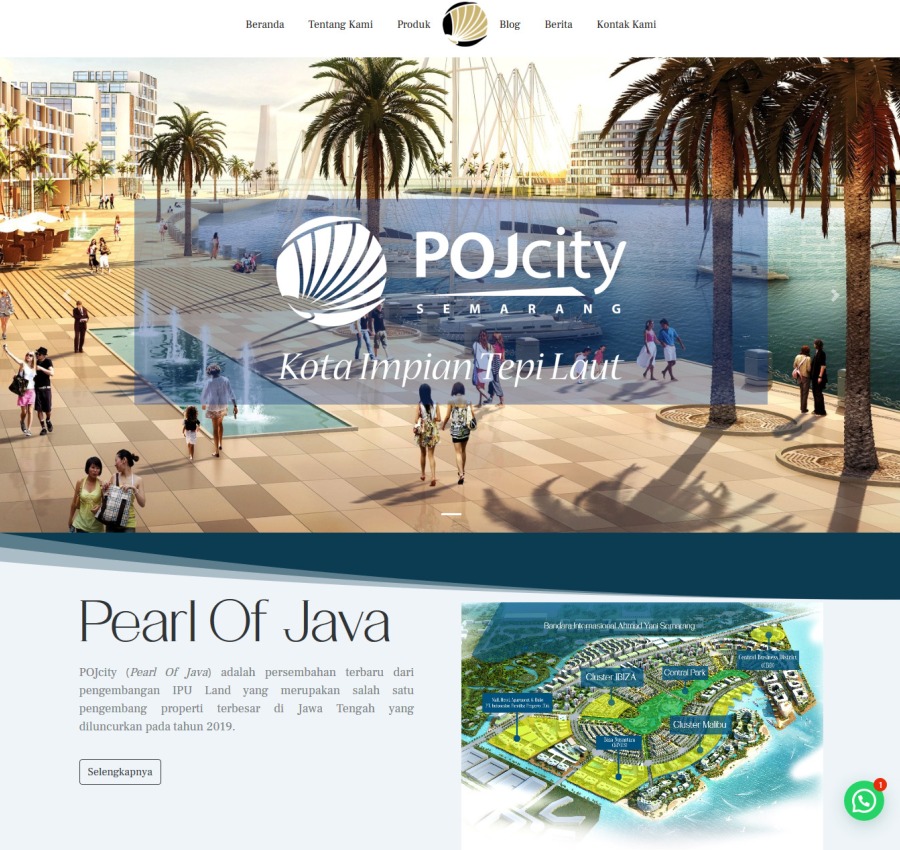 Beranda Tentang Kami Produk Blog Berita Kontak Kami
POJcity
SEMARANG
Kota Impian Tepi Laut
Pearl Of Java
POJcity (Pearl Of Java) adalah persembahan terbaru dari
pengembangan IPU Land yang merupakan salah satu
pengembang properti terbesar di Jawa Tengah yang
diluncurkan pada tahun 2019.
Selengkapnya
Bandara Internasional Ahmad Yani Semarang
Central Business District
(CBD)
Central Park
Cluster IBIZA
Cluster Malibu
1